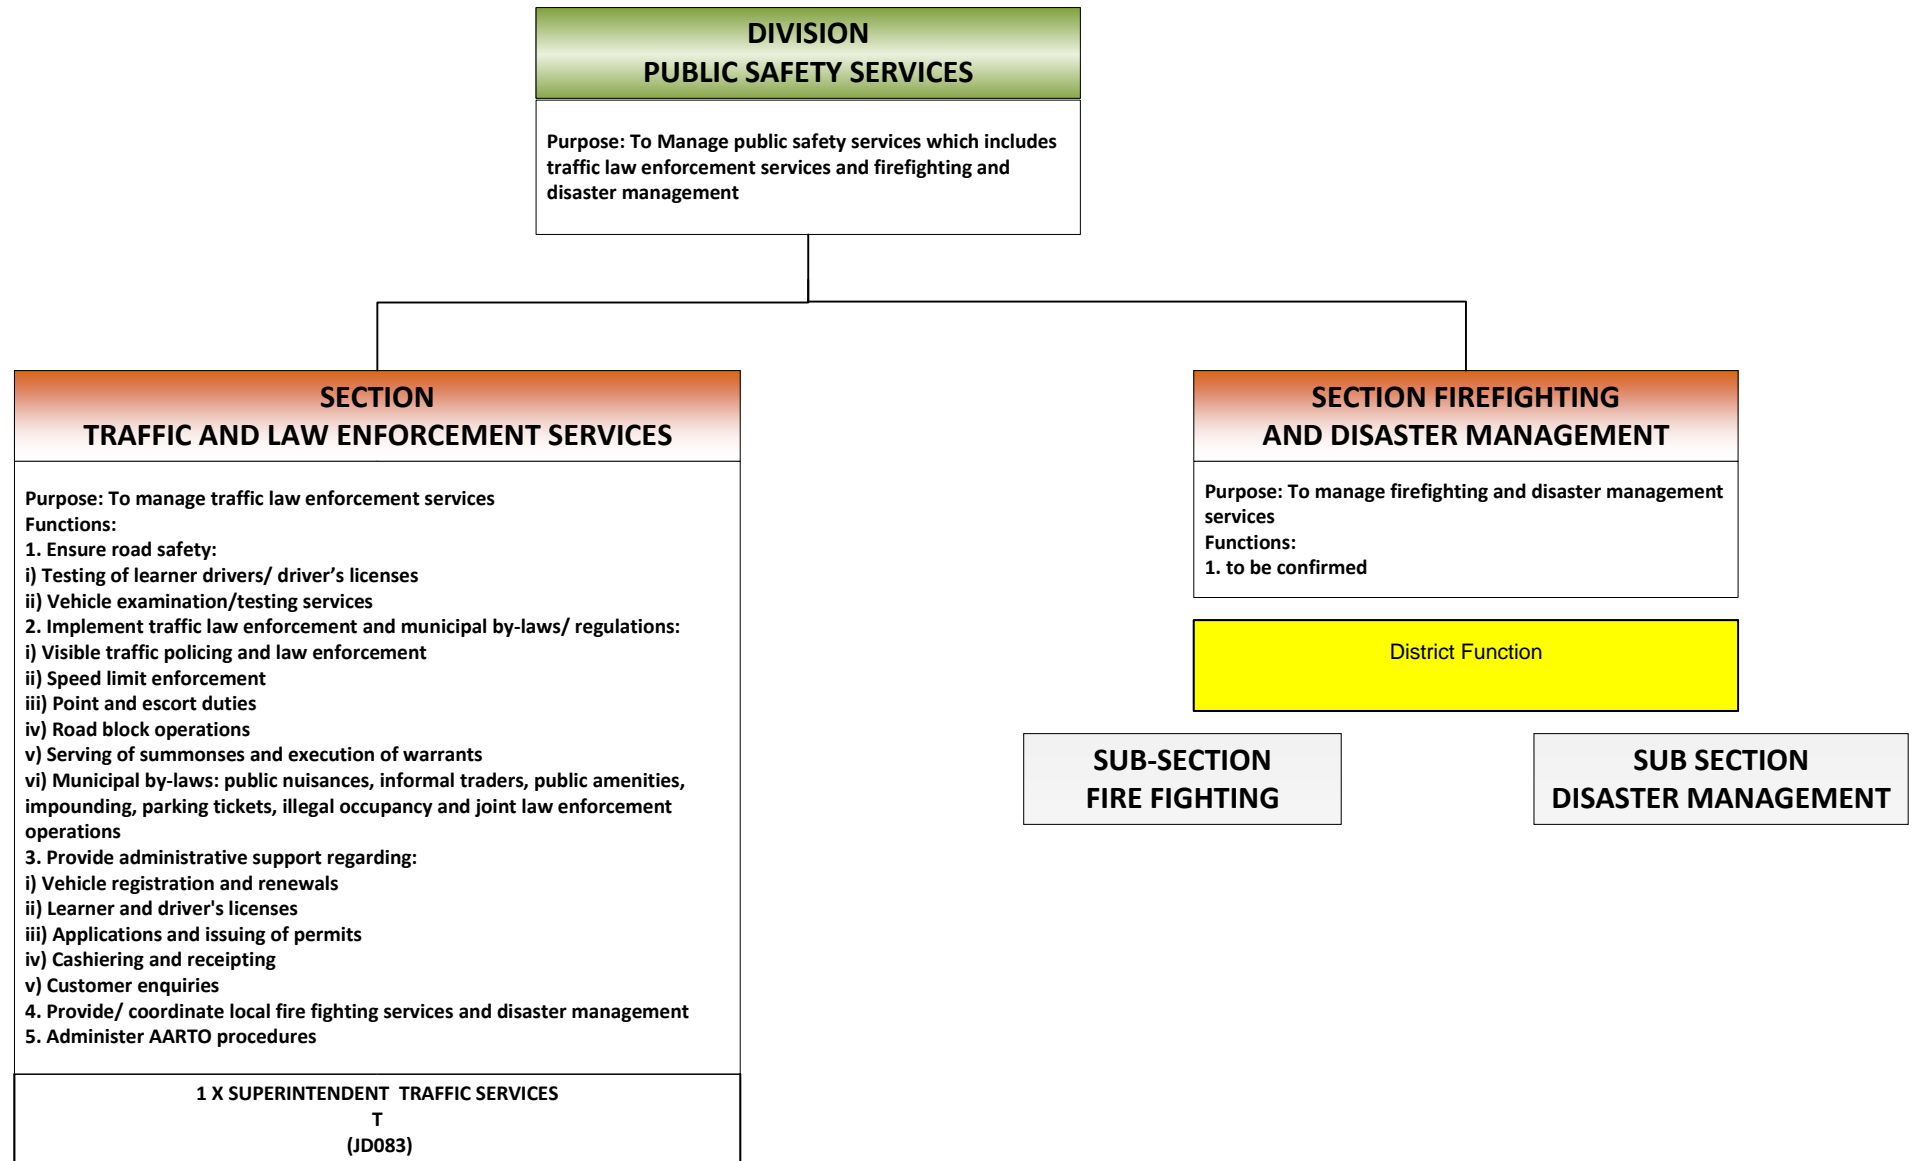 DIVISION
PUBLIC SAFETY SERVICES
Purpose: To Manage public safety services which includes
traffic law enforcement services and firefighting and
disaster management
SECTION
TRAFFIC AND LAW ENFORCEMENT SERVICES
Purpose: To manage traffic law enforcement services
Functions:
1. Ensure road safety:
i) Testing of learner drivers/ driver’s licenses
ii) Vehicle examination/testing services
2. Implement traffic law enforcement and municipal by-laws/ regulations:
i) Visible traffic policing and law enforcement
ii) Speed limit enforcement
iii) Point and escort duties
iv) Road block operations
v) Serving of summonses and execution of warrants
vi) Municipal by-laws: public nuisances, informal traders, public amenities,
impounding, parking tickets, illegal occupancy and joint law enforcement
operations
3. Provide administrative support regarding:
i) Vehicle registration and renewals
ii) Learner and driver's licenses
iii) Applications and issuing of permits
iv) Cashiering and receipting
v) Customer enquiries
4. Provide/ coordinate local fire fighting services and disaster management
5. Administer AARTO procedures
1 X SUPERINTENDENT  TRAFFIC SERVICES
T
(JD083)
SECTION FIREFIGHTING
AND DISASTER MANAGEMENT
Purpose: To manage firefighting and disaster management
services
Functions:
1. to be confirmed
District Function
SUB-SECTION
FIRE FIGHTING
SUB SECTION
DISASTER MANAGEMENT